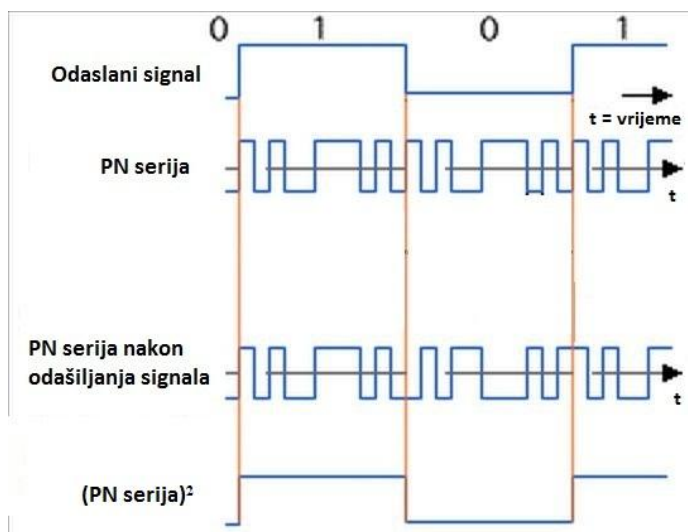 0 1 0 1
Odaslani signal
t = vrijeme
PN serija
t
PN serija nakon
odašiljanja signala
t
(PN serija)²